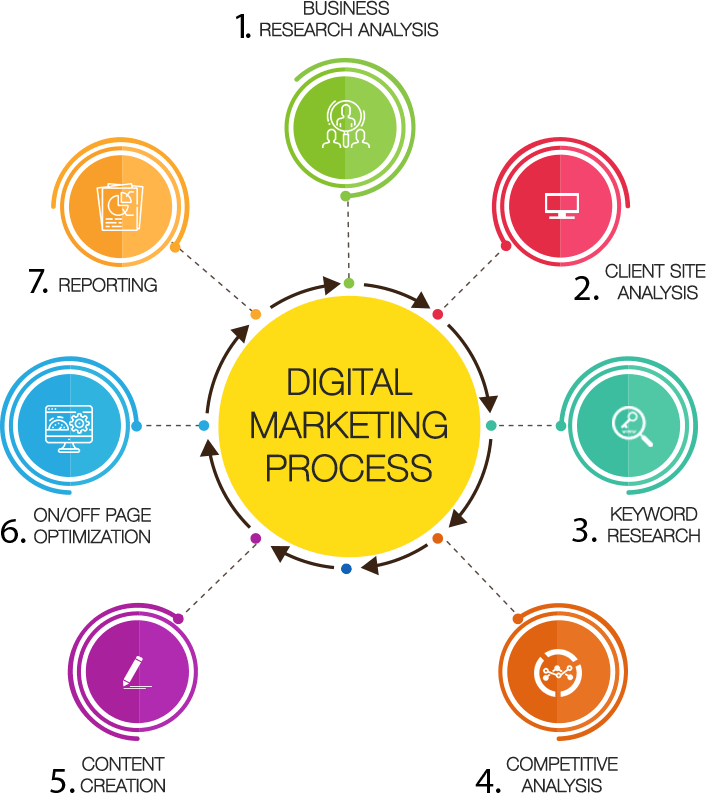 BUSINESS
1. RESEARCH ANALYSIS
CLIENT SITE
2. ANALYSIS
KEYWORD
3. RESEARCH
COMPETITIVE
4. ANALYSIS
CONTENT
5. CREATION
ON/OFF PAGE
6. OPTIMIZATION
7. REPORTING
DIGITAL
MARKETING
PROCESS